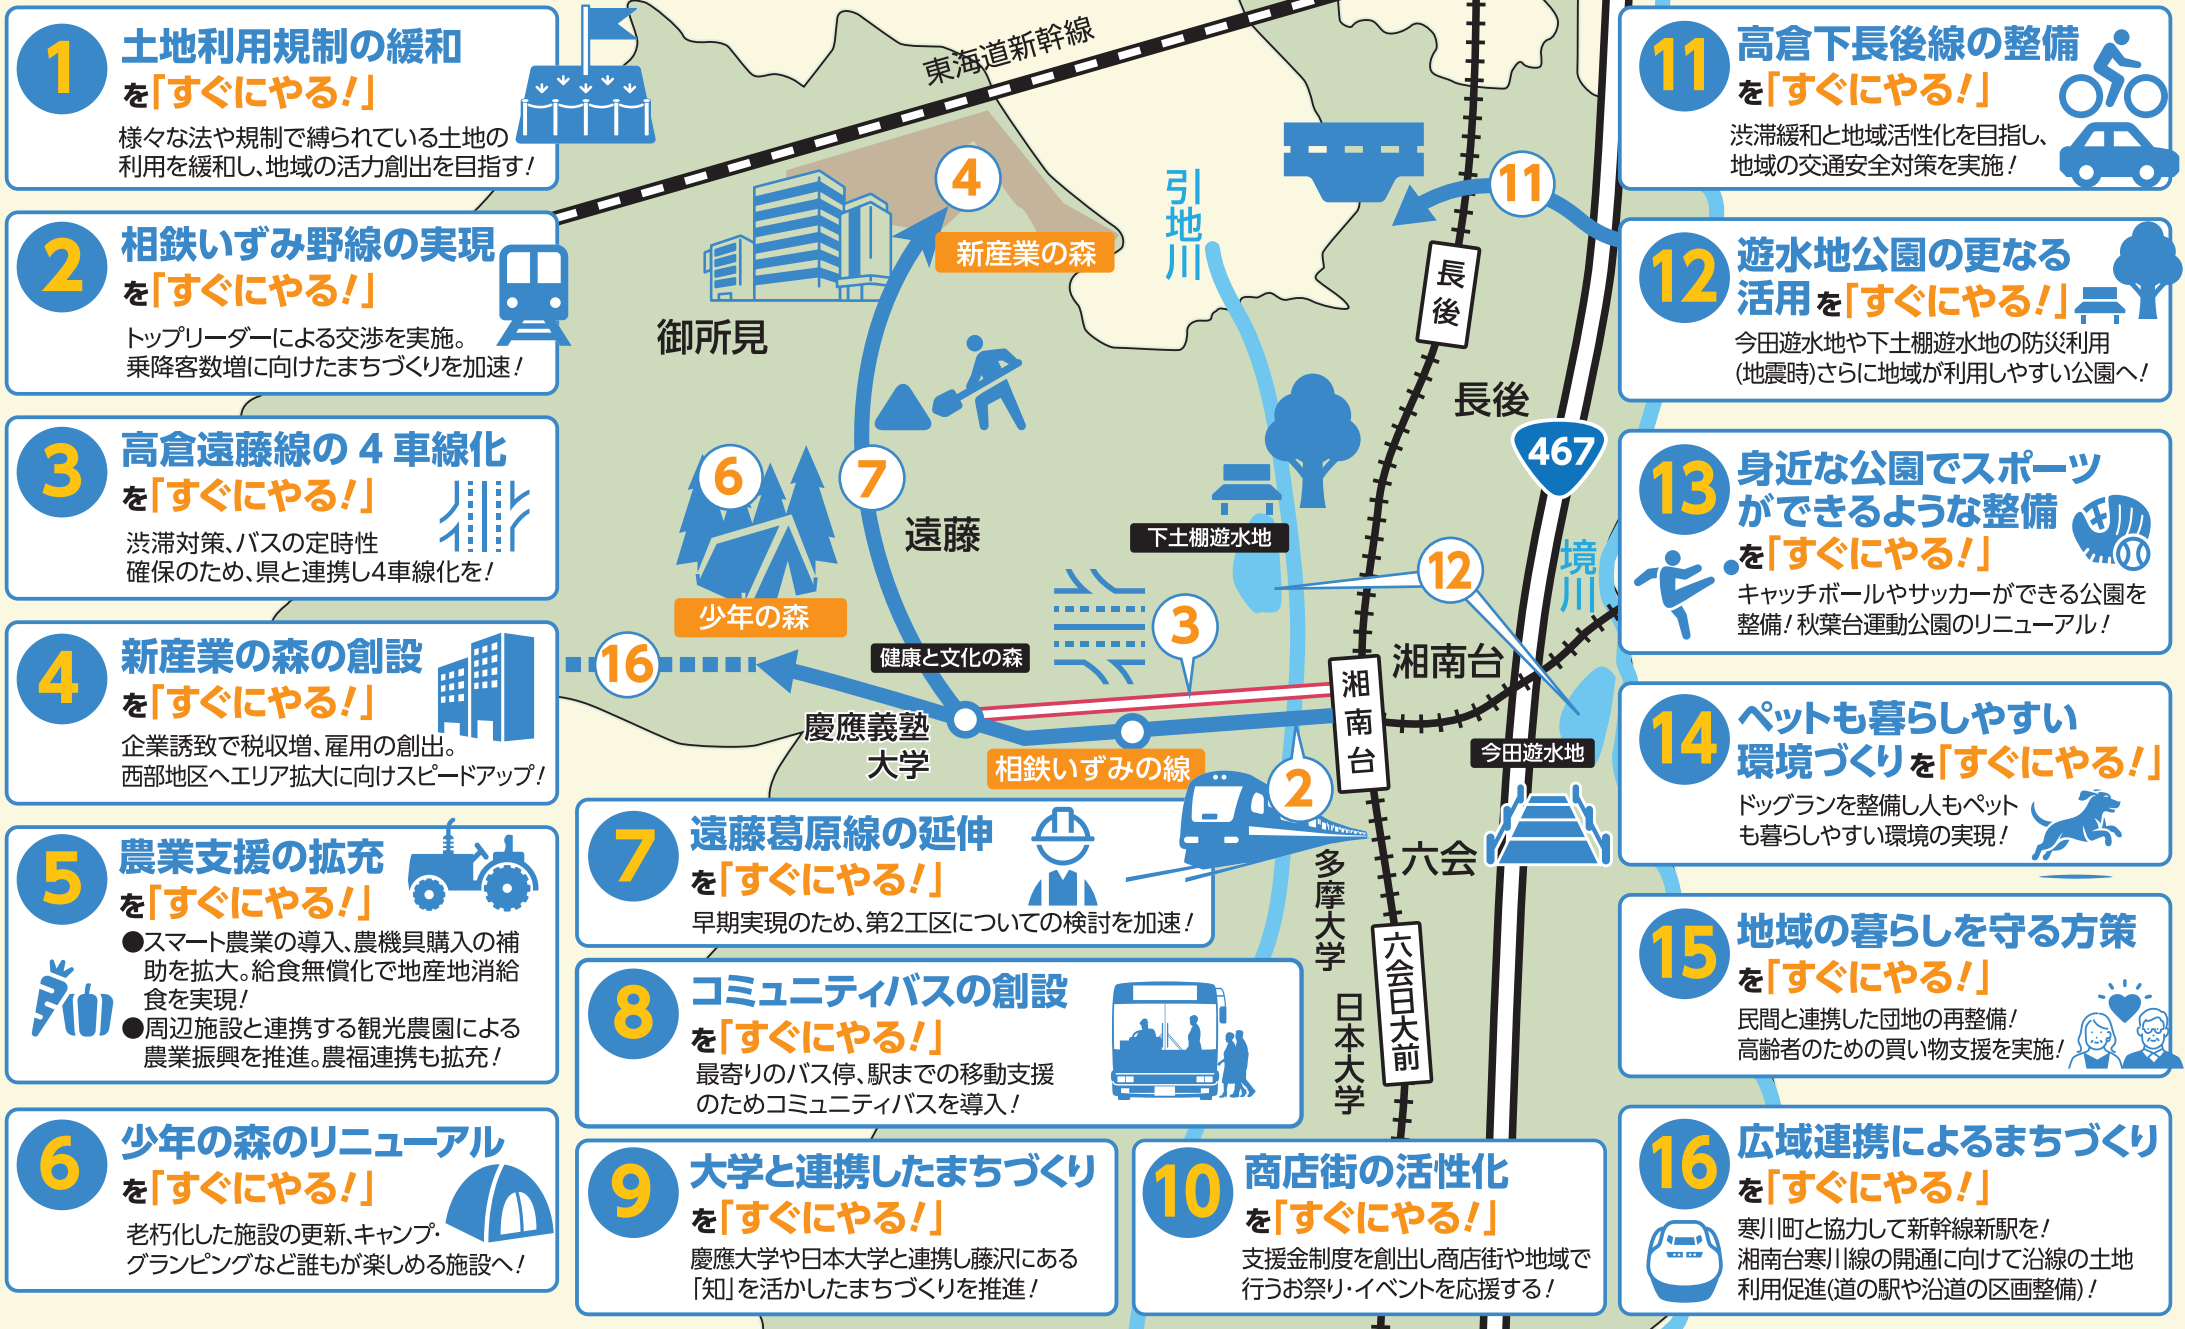 1
土地利用規制の緩和
を「すぐにやる！」
様々な法や規制で縛られている土地の
利用を緩和し、地域の活力創出を目指す！
2
相鉄いずみ野線の実現
を「すぐにやる！」
トップリーダーによる交渉を実施。
乗降客数増に向けたまちづくりを加速！
3
高倉遠藤線の4車線化
を「すぐにやる！」
渋滞対策、バスの定時性
確保のため、県と連携し4車線化を！
4
新産業の森の創設
を「すぐにやる！」
企業誘致で税収増、雇用の創出。
西部地区へエリア拡大に向けスピードアップ！
5
農業支援の拡充
を「すぐにやる！」
●スマート農業の導入、農機具購入の補
助を拡大。給食無償化で地産地消給
食を実現！
●周辺施設と連携する観光農園による
農業振興を推進。農福連携も拡充！
6
少年の森のリニューアル
を「すぐにやる！」
老朽化した施設の更新、キャンプ・
グランピングなど誰もが楽しめる施設へ！
東海道新幹線
4
新産業の森
引地川
11
長後
御所見
長後
467
6
7
遠藤
少年の森
下土棚遊水地
12
境川
3
健康と文化の森
16
湘南台
湘南台
慶應義塾
大学
相鉄いずみの線
2
今田遊水地
六会
多摩大学
六会日大前
日本大学
7
遠藤葛原線の延伸
を「すぐにやる！」
早期実現のため、第2工区についての検討を加速！
8
コミュニティバスの創設
を「すぐにやる！」
最寄りのバス停、駅までの移動支援
のためコミュニティバスを導入！
9
大学と連携したまちづくり
を「すぐにやる！」
慶應大学や日本大学と連携し藤沢にある
「知」を活かしたまちづくりを推進！
10
商店街の活性化
を「すぐにやる！」
支援金制度を創出し商店街や地域で
行うお祭り・イベントを応援する！
11
高倉下長後線の整備
を「すぐにやる！」
渋滞緩和と地域活性化を目指し、
地域の交通安全対策を実施！
12
遊水地公園の更なる
活用を「すぐにやる！」
今田遊水地や下土棚遊水地の防災利用
(地震時)さらに地域が利用しやすい公園へ！
13
身近な公園でスポーツ
ができるような整備
を「すぐにやる！」
キャッチボールやサッカーができる公園を
整備！秋葉台運動公園のリニューアル！
14
ペットも暮らしやすい
環境づくりを「すぐにやる！」
ドッグランを整備し人もペット
も暮らしやすい環境の実現！
15
地域の暮らしを守る方策
を「すぐにやる！」
民間と連携した団地の再整備！
高齢者のための買い物支援を実施！
16
広域連携によるまちづくり
を「すぐにやる！」
寒川町と協力して新幹線新駅を！
湘南台寒川線の開通に向けて沿線の土地
利用促進(道の駅や沿道の区画整備)！